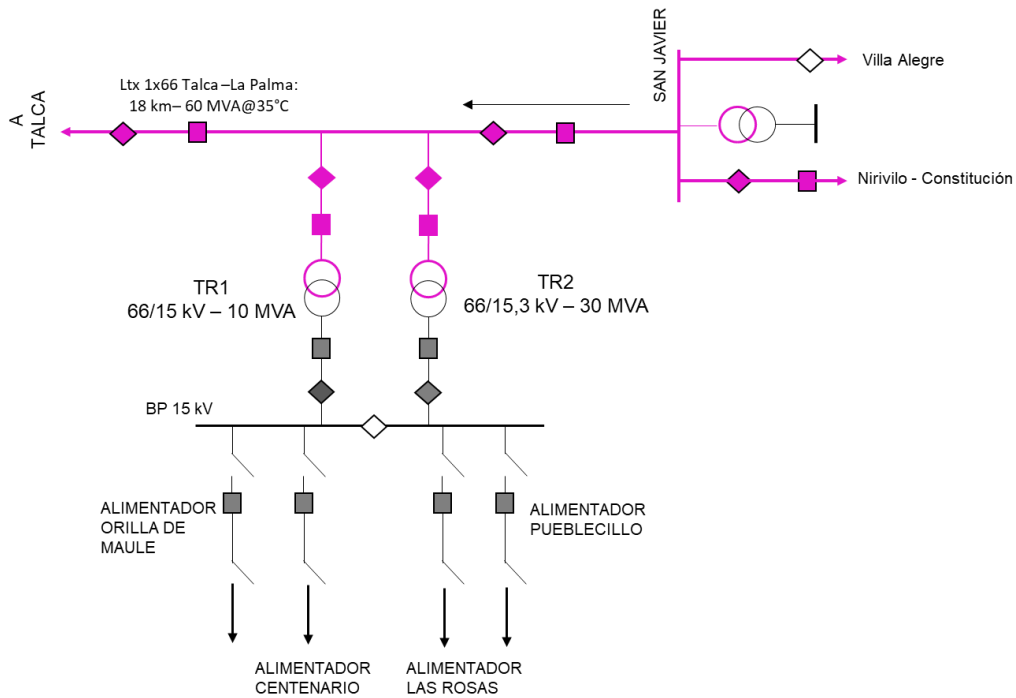 Ltx 1x66 Talca –La Palma:
18 km– 60 MVA@35°C
A
TALCA
SAN JAVIER
Villa Alegre
Nirivilo - Constitución
TR1
66/15 kV – 10 MVA
TR2
66/15,3 kV – 30 MVA
BP 15 kV
ALIMENTADOR
ORILLA DE
MAULE
ALIMENTADOR
PUEBLECILLO
ALIMENTADOR
CENTENARIO
ALIMENTADOR
LAS ROSAS